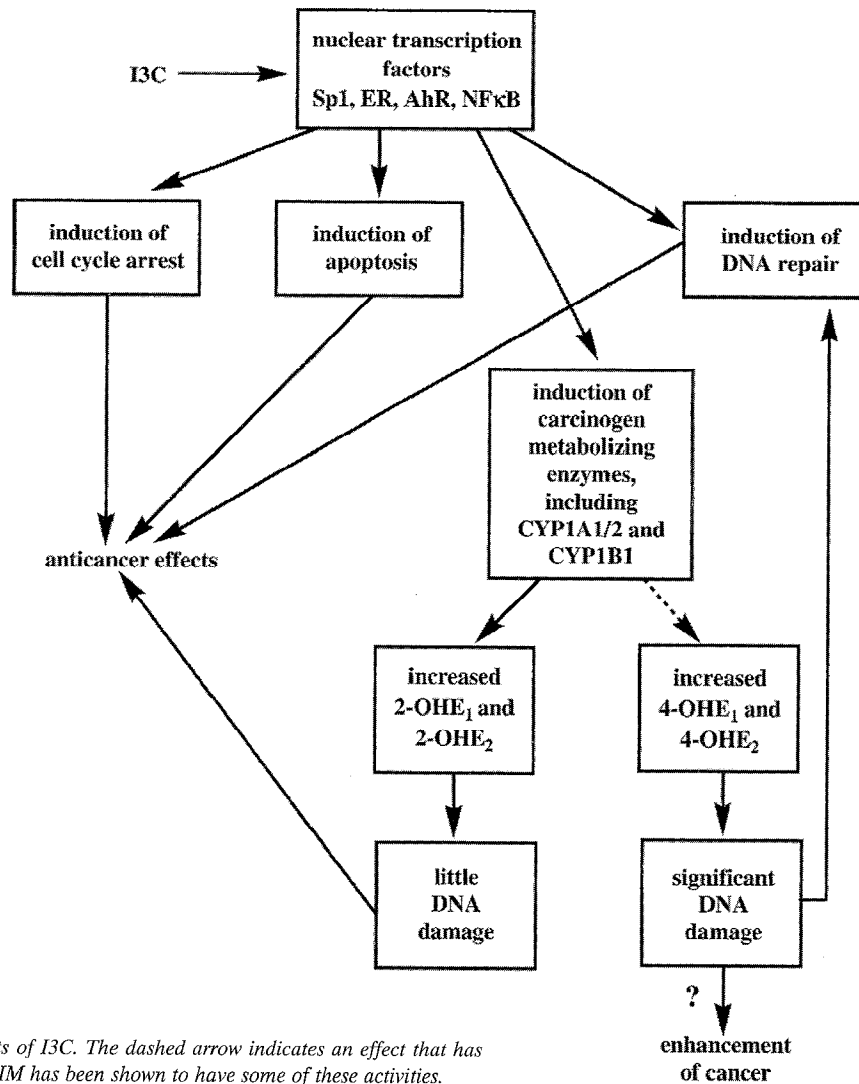 nuclear transcription
factors
Sp1, ER, AhR, NFκB
I3C
induction of
cell cycle arrest
induction of
apoptosis
induction of
DNA repair
induction of
carcinogen
metabolizing
enzymes,
including
CYP1A1/2 and
CYP1B1
anticancer effects
increased
2-OHE₁ and
2-OHE₂
increased
4-OHE₁ and
4-OHE₂
little
DNA
damage
significant
DNA
damage
?
enhancement
of cancer
ts of I3C. The dashed arrow indicates an effect that has
IM has been shown to have some of these activities.